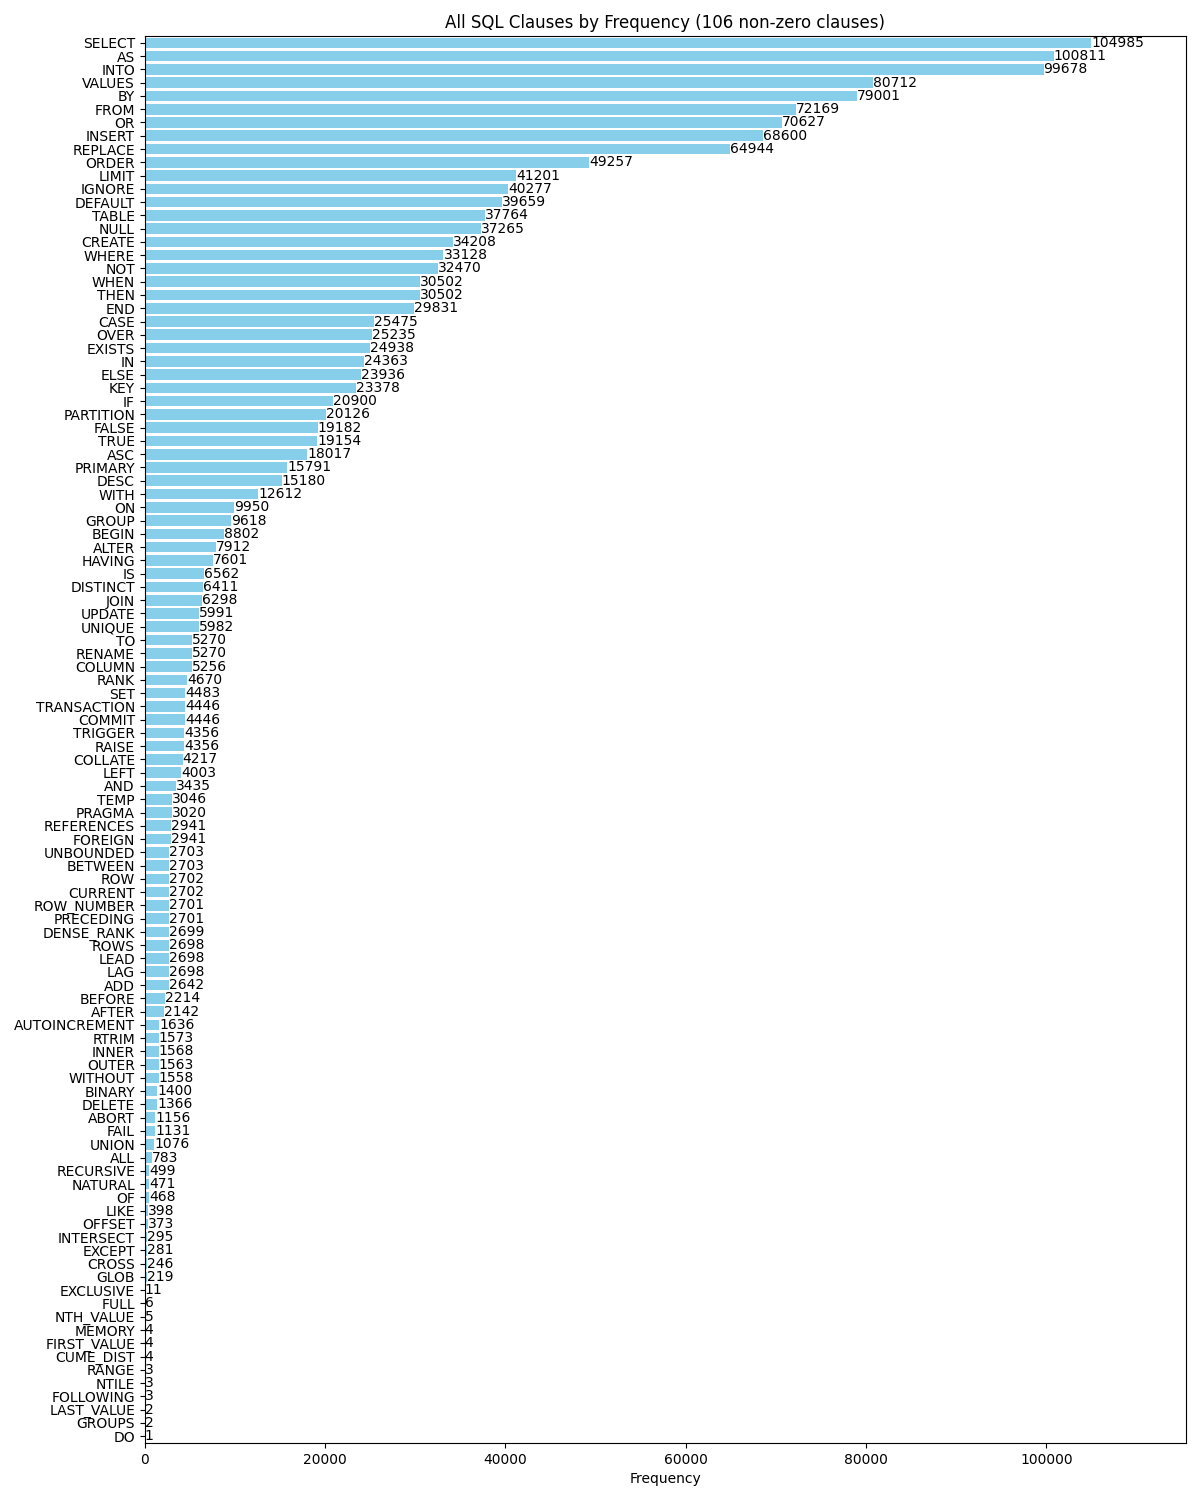 All SQL Clauses by Frequency (106 non-zero clauses)
SELECT 104985
AS 100811
INTO 99678
VALUES 80712
BY 79001
FROM 72169
OR 70627
INSERT 68600
REPLACE 64944
ORDER 49257
LIMIT 41201
IGNORE 40277
DEFAULT 39659
TABLE 37764
NULL 37265
CREATE 34208
WHERE 33128
NOT 32470
WHEN 30502
THEN 30502
END 29831
CASE 25475
OVER 25235
EXISTS 24938
IN 24363
ELSE 23936
KEY 23378
IF 20900
PARTITION 20126
FALSE 19182
TRUE 19154
ASC 18017
PRIMARY 15791
DESC 15180
WITH 12612
ON 9950
GROUP 9618
BEGIN 8802
ALTER 7912
HAVING 7601
IS 6562
DISTINCT 6411
JOIN 6298
UPDATE 5991
UNIQUE 5982
TO 5270
RENAME 5270
COLUMN 5256
RANK 4670
SET 4483
TRANSACTION 4446
COMMIT 4446
TRIGGER 4356
RAISE 4356
COLLATE 4217
LEFT 4003
AND 3435
TEMP 3046
PRAGMA 3020
REFERENCES 2941
FOREIGN 2941
UNBOUNDED 2703
BETWEEN 2703
ROW 2702
CURRENT 2702
ROW_NUMBER 2701
PRECEDING 2701
DENSE_RANK 2699
ROWS 2698
LEAD 2698
LAG 2698
ADD 2642
BEFORE 2214
AFTER 2142
AUTOINCREMENT 1636
RTRIM 1573
INNER 1568
OUTER 1563
WITHOUT 1558
BINARY 1400
DELETE 1366
ABORT 1156
FAIL 1131
UNION 1076
ALL 783
RECURSIVE 499
NATURAL 471
OF 468
LIKE 398
OFFSET 373
INTERSECT 295
EXCEPT 281
CROSS 246
GLOB 219
EXCLUSIVE 11
FULL 6
NTH_VALUE 5
MEMORY 4
FIRST_VALUE 4
CUME_DIST 4
RANGE 3
NTILE 3
FOLLOWING 3
LAST_VALUE 2
GROUPS 2
DO 1
0 20000 40000 60000 80000 100000
Frequency